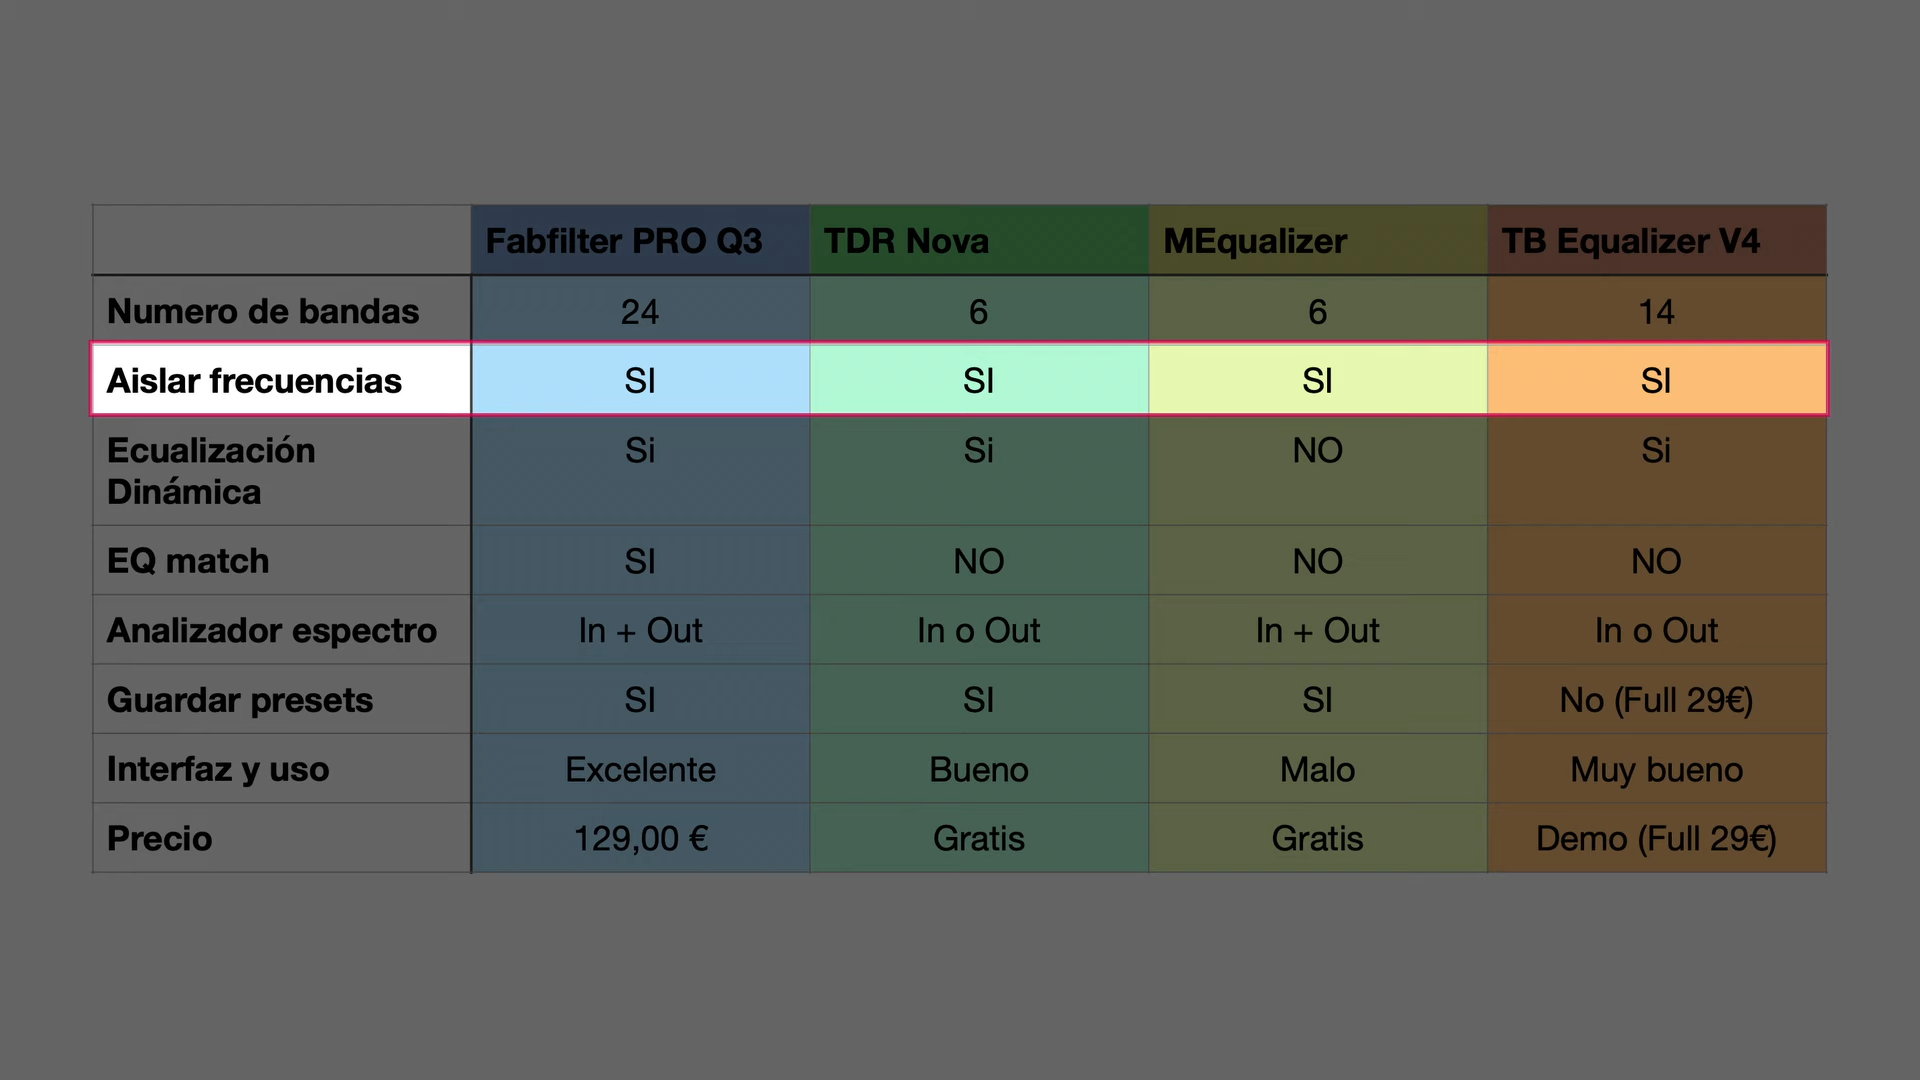 Fabfilter PRO Q3 TDR Nova MEqualizer TB Equalizer V4
Numero de bandas 24 6 6 14
Aislar frecuencias SI SI SI SI
Ecualización Dinámica Si Si NO Si
EQ match SI NO NO NO
Analizador espectro In + Out In o Out In + Out In o Out
Guardar presets SI SI SI No (Full 29€)
Interfaz y uso Excelente Bueno Malo Muy bueno
Precio 129,00 € Gratis Gratis Demo (Full 29€)